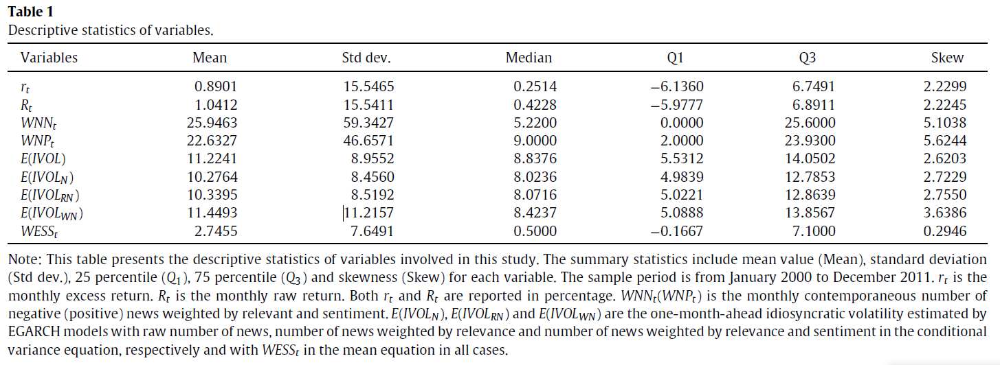 Table 1
Descriptive statistics of variables.
Variables Mean Std dev. Median Q1 Q3 Skew
r_t 0.8901 15.5465 0.2514 −6.1360 6.7491 2.2299
R_t 1.0412 15.5411 0.4228 −5.9777 6.8911 2.2245
WNN_t 25.9463 59.3427 5.2200 0.0000 25.6000 5.1038
WNP_t 22.6327 46.6571 9.0000 2.0000 23.9300 5.6244
E(IVOL) 11.2241 8.9552 8.8376 5.5312 14.0502 2.6203
E(IVOL_N) 10.2764 8.4560 8.0236 4.9839 12.7853 2.7229
E(IVOL_RN) 10.3395 8.5192 8.0716 5.0221 12.8639 2.7550
E(IVOL_WN) 11.4493 11.2157 8.4237 5.0888 13.8567 3.6386
WESS_t 2.7455 7.6491 0.5000 −0.1667 7.1000 0.2946
Note: This table presents the descriptive statistics of variables involved in this study. The summary statistics include mean value (Mean), standard deviation
(Std dev.), 25 percentile (Q_1), 75 percentile (Q_3) and skewness (Skew) for each variable. The sample period is from January 2000 to December 2011. r_t is the
monthly excess return. R_t is the monthly raw return. Both r_t and R_t are reported in percentage. WNN_t(WNP_t) is the monthly contemporaneous number of
negative (positive) news weighted by relevant and sentiment. E(IVOL_N), E(IVOL_RN) and E(IVOL_WN) are the one-month-ahead idiosyncratic volatility estimated by
EGARCH models with raw number of news, number of news weighted by relevance and number of news weighted by relevance and sentiment in the conditional
variance equation, respectively and with WESS_t in the mean equation in all cases.